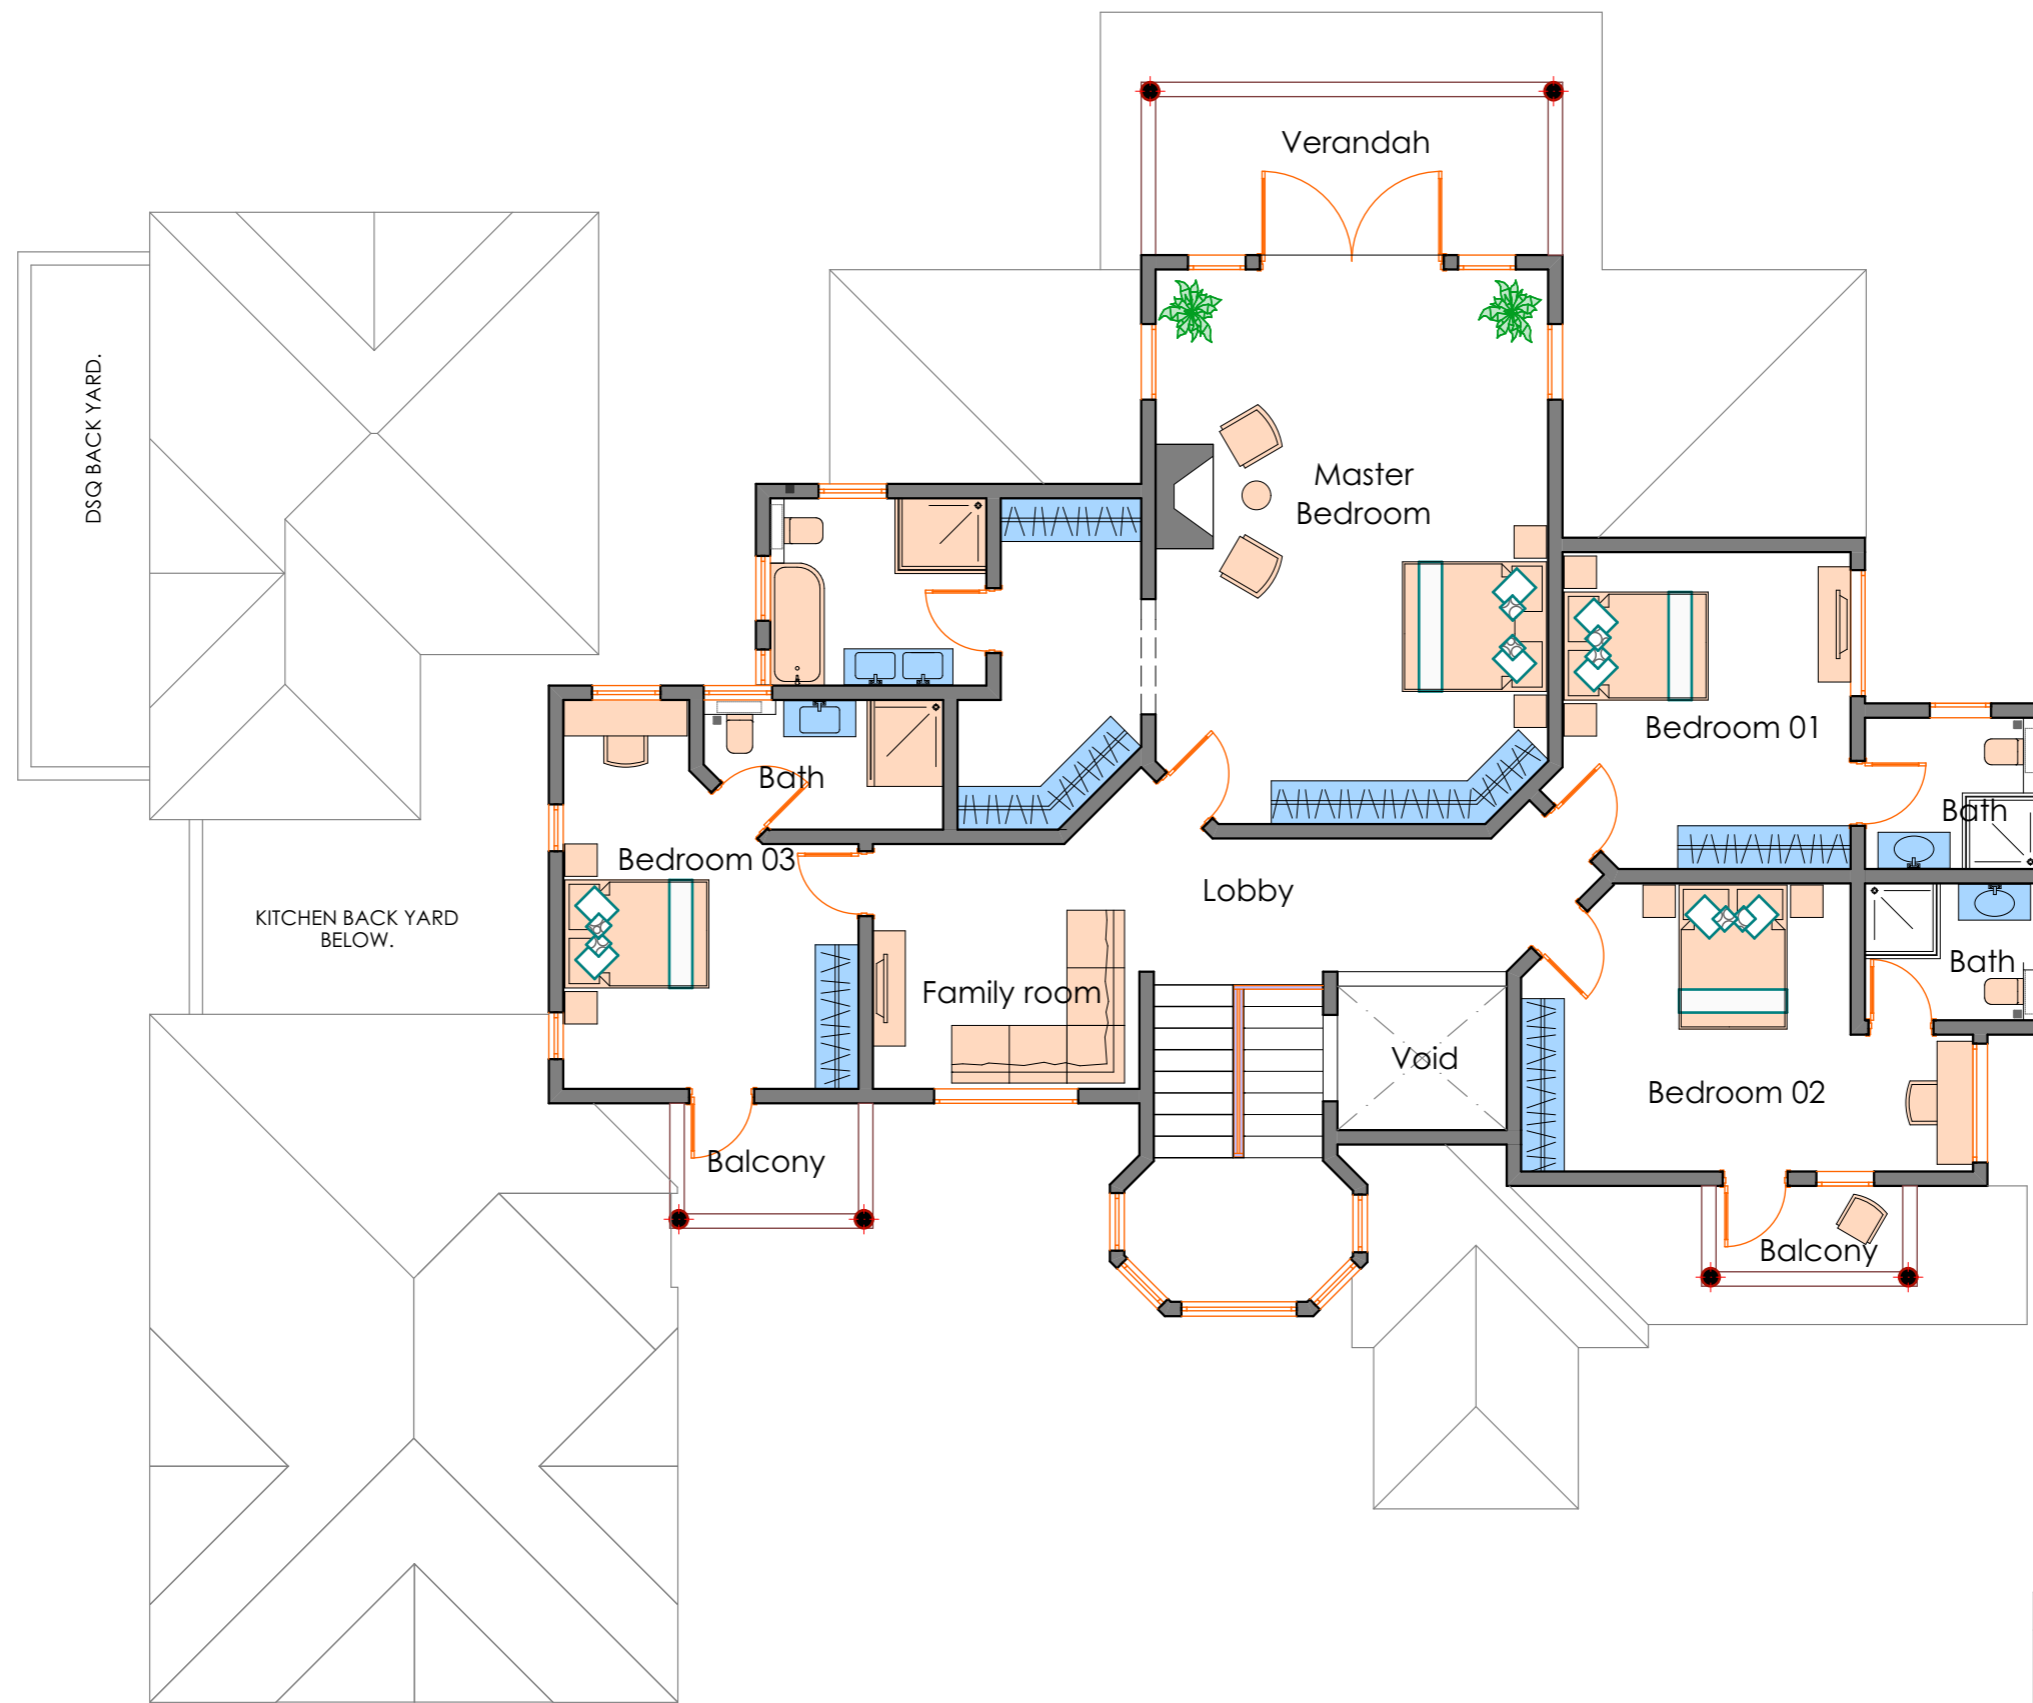 Verandah
DSQ BACK YARD.
Master
Bedroom
Bedroom 01
Bath
Bath
Bedroom 03
Lobby
KITCHEN BACK YARD
BELOW.
Bath
Family room
Void
Bedroom 02
Balcony
Balcony